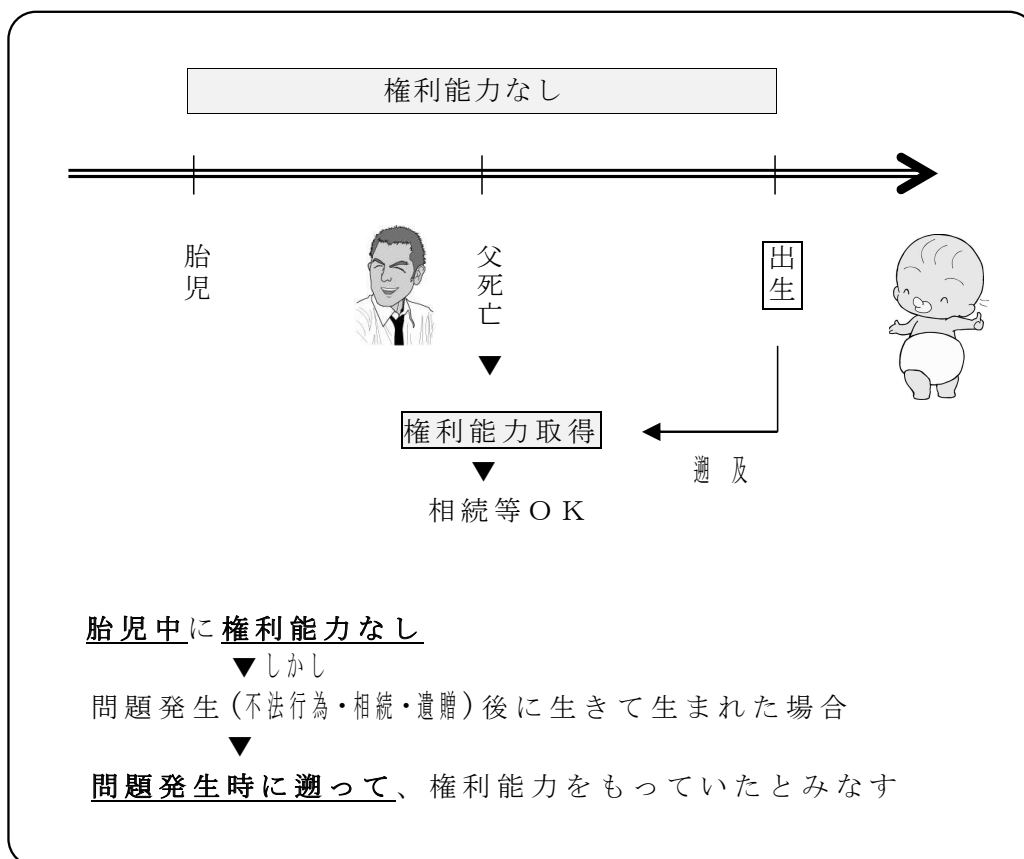 権利能力なし
胎児
父死亡
出生
▼
権利能力取得
遡 及
▼
相続等ＯＫ
胎児中に権利能力なし
▼しかし
問題発生(不法行為・相続・遺贈)後に生きて生まれた場合
▼
問題発生時に遡って、権利能力をもっていたとみなす